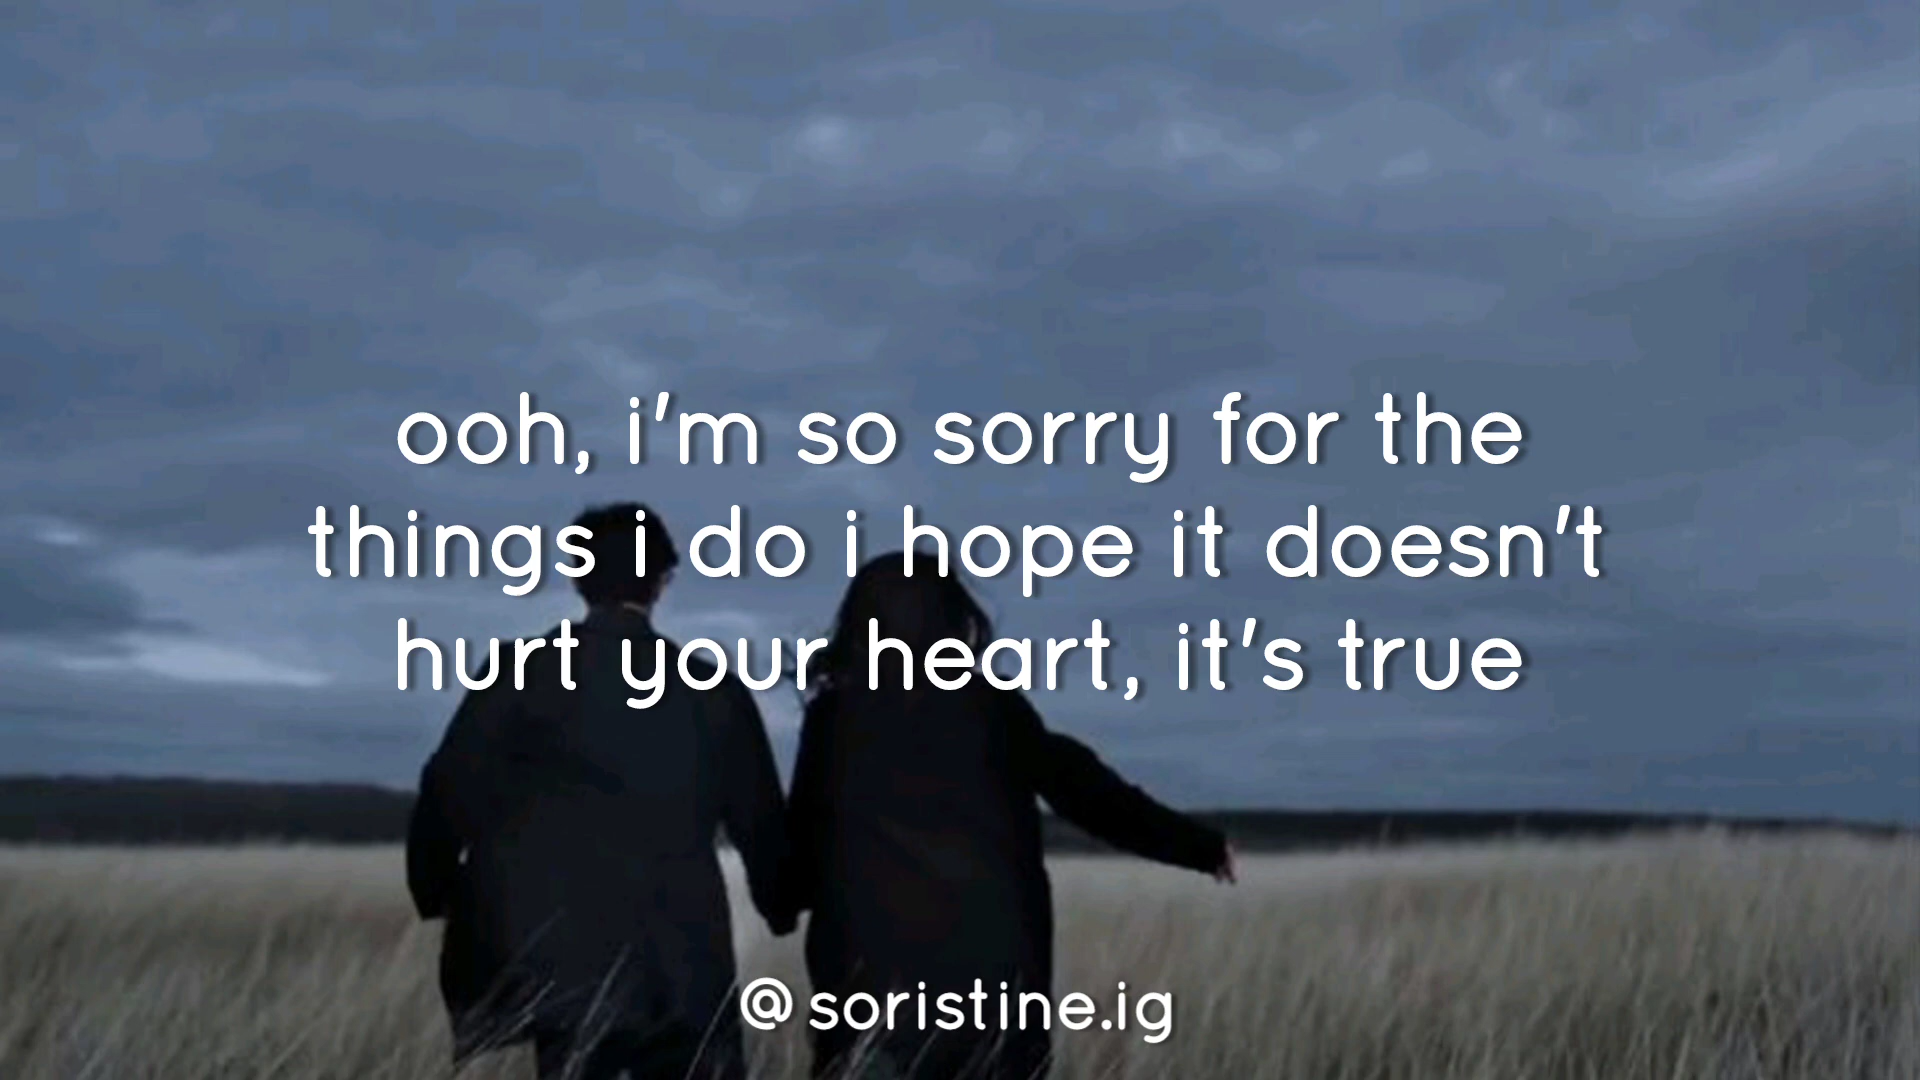 ooh, i'm so sorry for the
things i do i hope it doesn't
hurt your heart, it's true
@soristine.ig